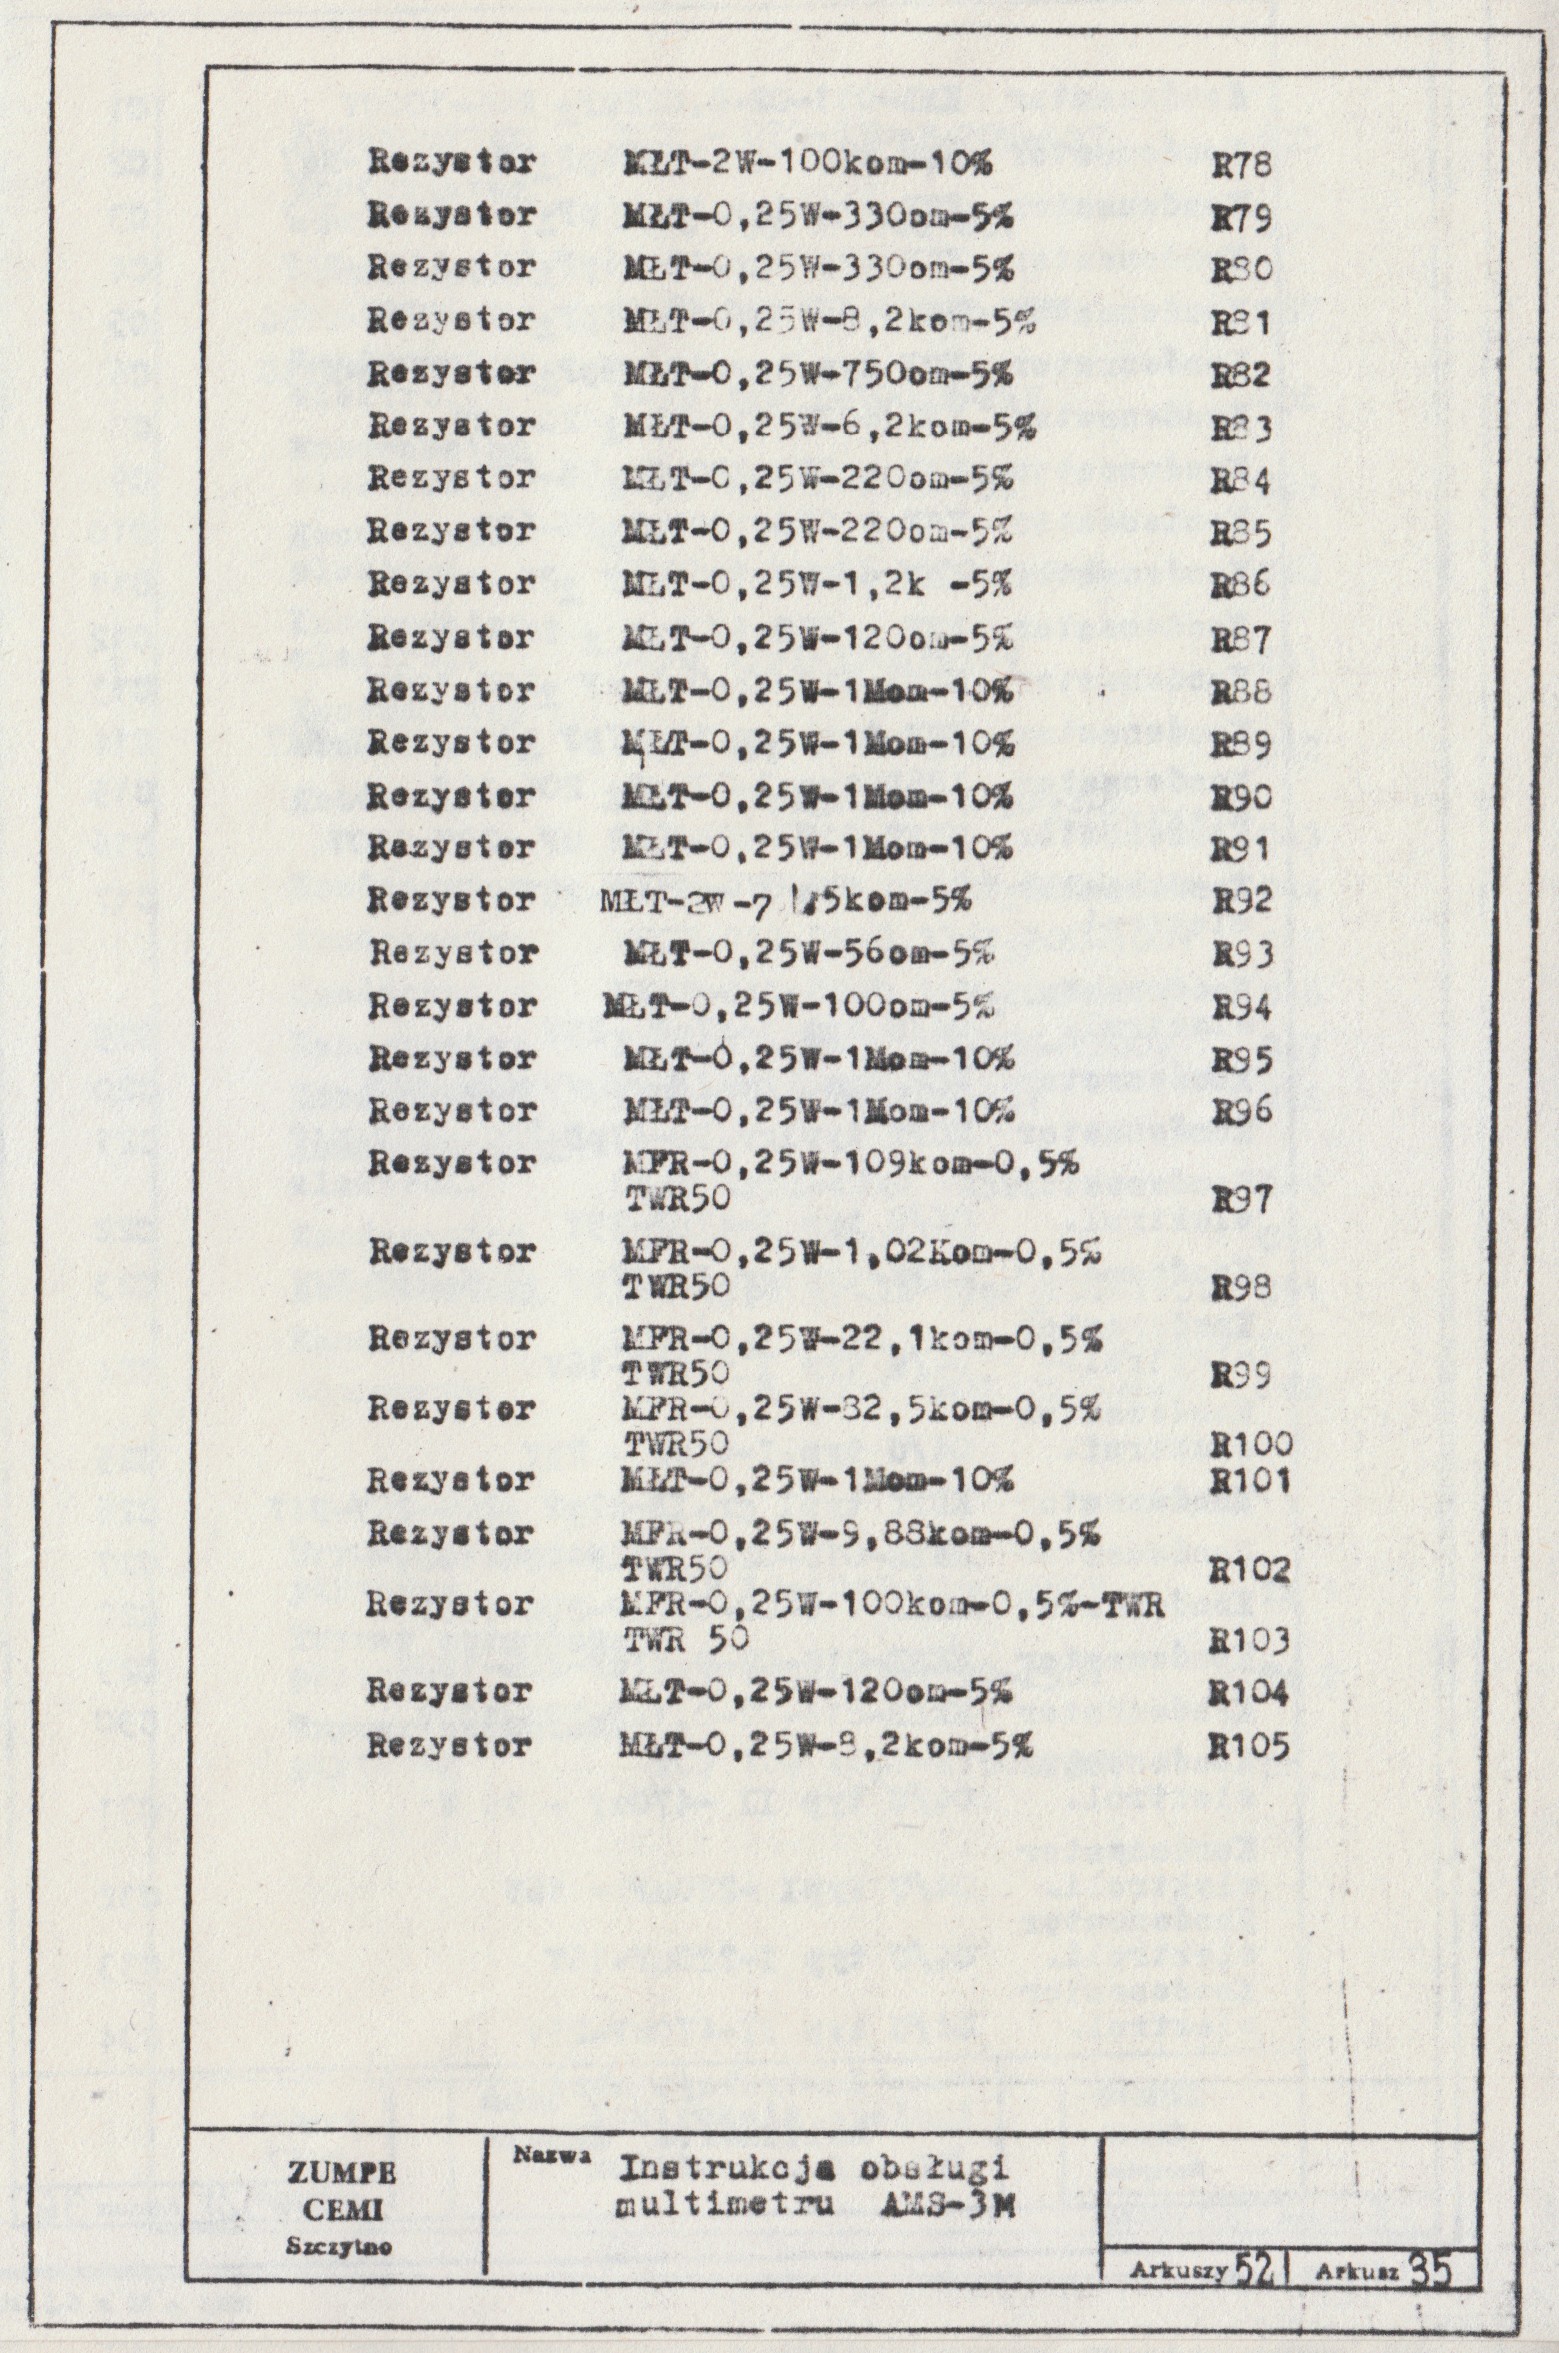 Rezystor MŁT-2W-100kom-10% R78
Rezystor MŁT-0,25W-330om-5% R79
Rezystor MŁT-0,25W-330om-5% R80
Rezystor MŁT-0,25W-8,2kom-5% R81
Rezystor MŁT-0,25W-750om-5% R82
Rezystor MŁT-0,25W-6,2kom-5% R83
Rezystor MŁT-0,25W-220om-5% R84
Rezystor MŁT-0,25W-220om-5% R85
Rezystor MŁT-0,25W-1,2k -5% R86
Rezystor MŁT-0,25W-120om-5% R87
Rezystor MŁT-0,25W-1Mom-10% R88
Rezystor MŁT-0,25W-1Mom-10% R89
Rezystor MŁT-0,25W-1Mom-10% R90
Rezystor MŁT-0,25W-1Mom-10% R91
Rezystor MŁT-2W-7,5kom-5% R92
Rezystor MŁT-0,25W-56om-5% R93
Rezystor MŁT-0,25W-100om-5% R94
Rezystor MŁT-0,25W-1Mom-10% R95
Rezystor MŁT-0,25W-1Mom-10% R96
Rezystor MFR-0,25W-109kom-0,5%
TWR50 R97
Rezystor MFR-0,25W-1,02Kom-0,5%
TWR50 R98
Rezystor MFR-0,25W-22,1kom-0,5%
TWR50 R99
Rezystor MFR-0,25W-82,5kom-0,5%
TWR50 R100
Rezystor MŁT-0,25W-1Mom-10% R101
Rezystor MFR-0,25W-9,88kom-0,5%
TWR50 R102
Rezystor MFR-0,25W-100kom-0,5%-TWR
TWR 50 R103
Rezystor MŁT-0,25W-120om-5% R104
Rezystor MŁT-0,25W-8,2kom-5% R105
ZUMPE
CEMI
Szczytno
Nazwa Instrukcja obsługi
multimetru AMS-3M
Arkuszy 52 Arkusz 35